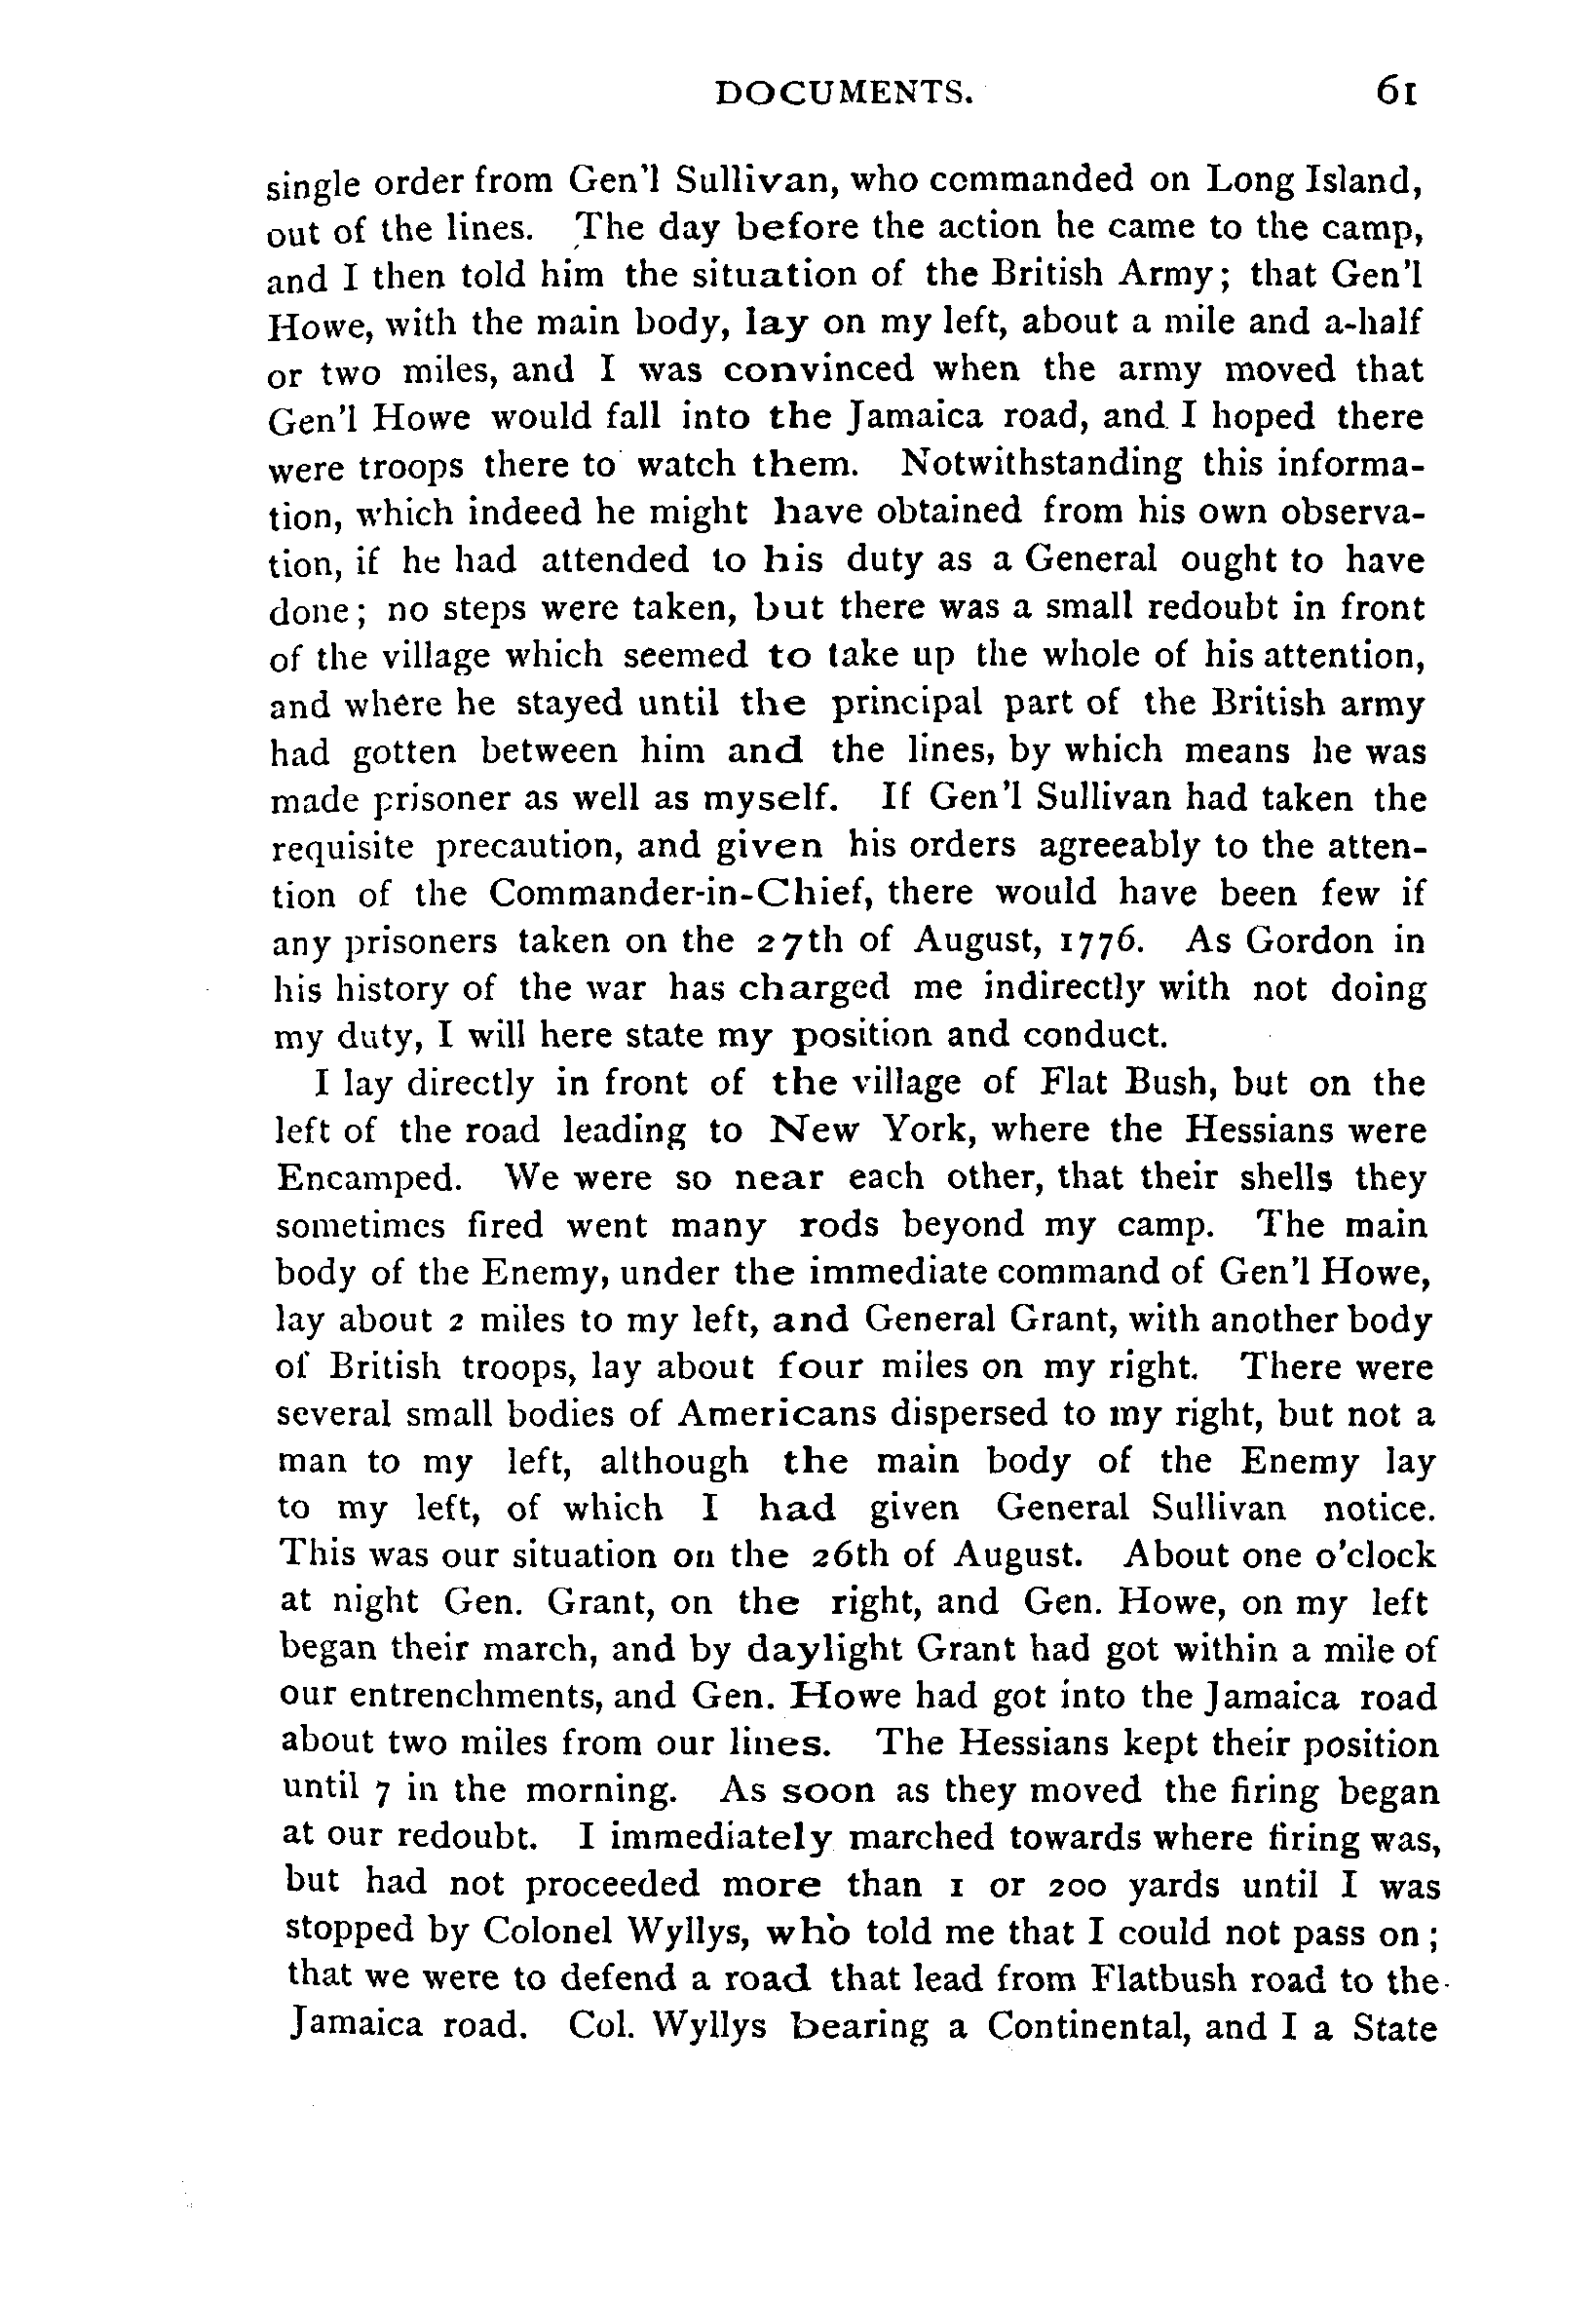 DOCUMENTS. 61
single order from Gen'l Sullivan, who commanded on Long Island,
out of the lines. The day before the action he came to the camp,
and I then told him the situation of the British Army; that Gen'l
Howe, with the main body, lay on my left, about a mile and a-half
or two miles, and I was convinced when the army moved that
Gen'l Howe would fall into the Jamaica road, and I hoped there
were troops there to watch them. Notwithstanding this informa-
tion, which indeed he might have obtained from his own observa-
tion, if he had attended to his duty as a General ought to have
done; no steps were taken, but there was a small redoubt in front
of the village which seemed to take up the whole of his attention,
and where he stayed until the principal part of the British army
had gotten between him and the lines, by which means he was
made prisoner as well as myself. If Gen'l Sullivan had taken the
requisite precaution, and given his orders agreeably to the atten-
tion of the Commander-in-Chief, there would have been few if
any prisoners taken on the 27th of August, 1776. As Gordon in
his history of the war has charged me indirectly with not doing
my duty, I will here state my position and conduct.
I lay directly in front of the village of Flat Bush, but on the
left of the road leading to New York, where the Hessians were
Encamped. We were so near each other, that their shells they
sometimes fired went many rods beyond my camp. The main
body of the Enemy, under the immediate command of Gen'l Howe,
lay about 2 miles to my left, and General Grant, with another body
of British troops, lay about four miles on my right. There were
several small bodies of Americans dispersed to my right, but not a
man to my left, although the main body of the Enemy lay
to my left, of which I had given General Sullivan notice.
This was our situation on the 26th of August. About one o'clock
at night Gen. Grant, on the right, and Gen. Howe, on my left
began their march, and by daylight Grant had got within a mile of
our entrenchments, and Gen. Howe had got into the Jamaica road
about two miles from our lines. The Hessians kept their position
until 7 in the morning. As soon as they moved the firing began
at our redoubt. I immediately marched towards where firing was,
but had not proceeded more than 1 or 200 yards until I was
stopped by Colonel Wyllys, who told me that I could not pass on;
that we were to defend a road that lead from Flatbush road to the
Jamaica road. Col. Wyllys bearing a Continental, and I a State